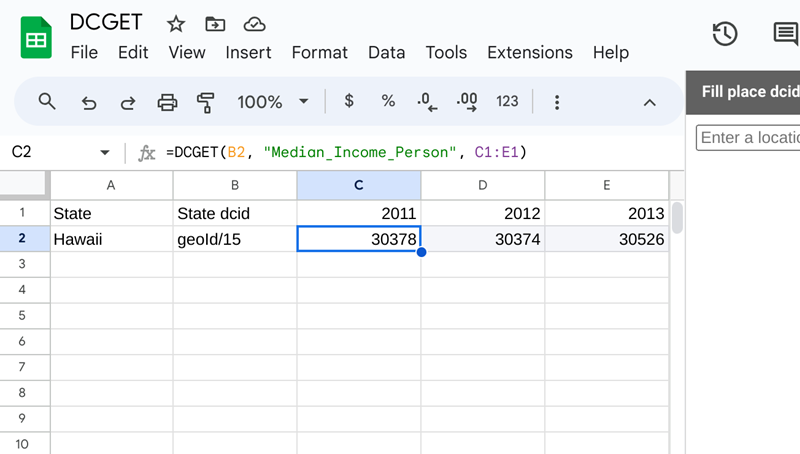 DCGET
File Edit View Insert Format Data Tools Extensions Help
100% $ % .0 .00 123
Fill place dcid
C2 fx =DCGET(B2, "Median_Income_Person", C1:E1)
Enter a locatio
A B C D E
1 State State dcid 2011 2012 2013
2 Hawaii geoId/15 30378 30374 30526
3
4
5
6
7
8
9
10